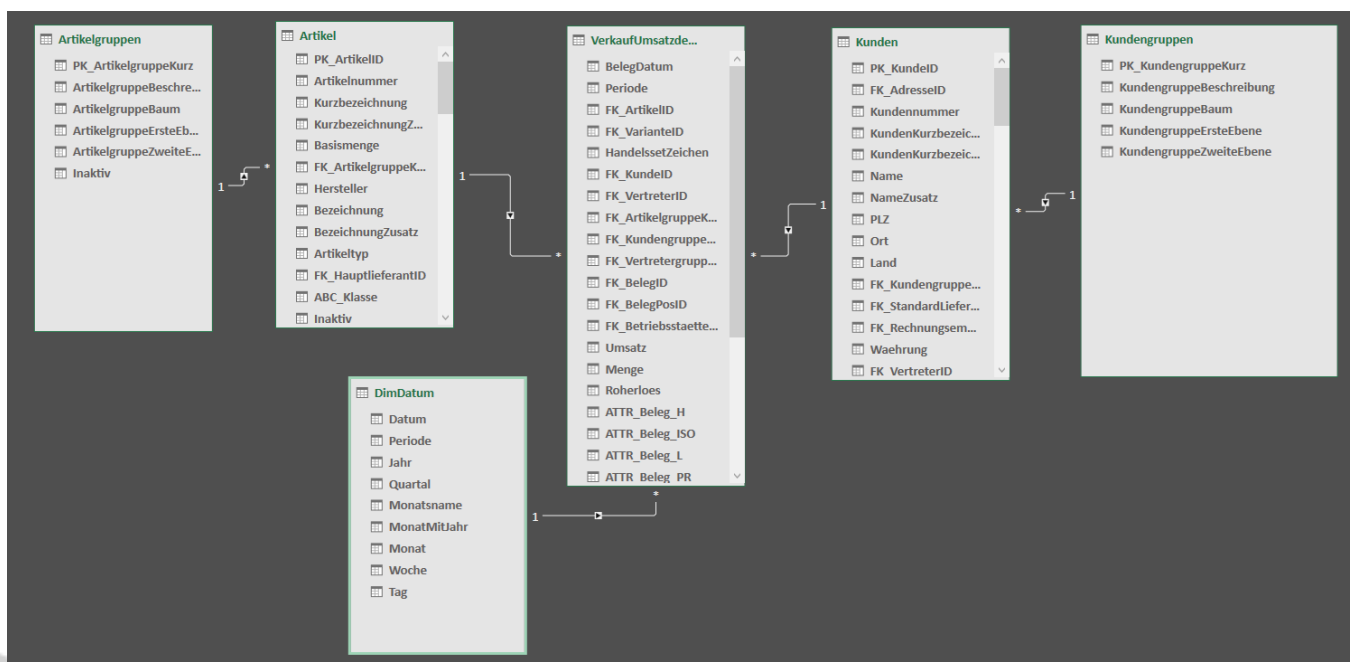 Artikelgruppen
PK_ArtikelgruppeKurz
ArtikelgruppeBeschre...
ArtikelgruppeBaum
ArtikelgruppeErsteEb...
ArtikelgruppeZweiteE...
Inaktiv
1
*
Artikel
PK_ArtikelID
Artikelnummer
Kurzbezeichnung
KurzbezeichnungZ...
Basismenge
FK_ArtikelgruppeK...
Hersteller
Bezeichnung
BezeichnungZusatz
Artikeltyp
FK_HauptlieferantID
ABC_Klasse
Inaktiv
1
*
VerkaufUmsatzde...
BelegDatum
Periode
FK_ArtikelID
FK_VarianteID
HandelssetZeichen
FK_KundeID
FK_VertreterID
FK_ArtikelgruppeK...
FK_Kundengruppe...
FK_Vertretergrupp...
FK_BelegID
FK_BelegPosID
FK_Betriebsstaette...
Umsatz
Menge
Roherloes
ATTR_Beleg_H
ATTR_Beleg_ISO
ATTR_Beleg_L
ATTR_Beleg_PR
*
1
Kunden
PK_KundeID
FK_AdresseID
Kundennummer
KundenKurzbezeic...
KundenKurzbezeic...
Name
NameZusatz
PLZ
Ort
Land
FK_Kundengruppe...
FK_StandardLiefer...
FK_Rechnungsem...
Waehrung
FK_VertreterID
*
1
Kundengruppen
PK_KundengruppeKurz
KundengruppeBeschreibung
KundengruppeBaum
KundengruppeErsteEbene
KundengruppeZweiteEbene
DimDatum
Datum
Periode
Jahr
Quartal
Monatsname
MonatMitJahr
Monat
Woche
Tag
1
*